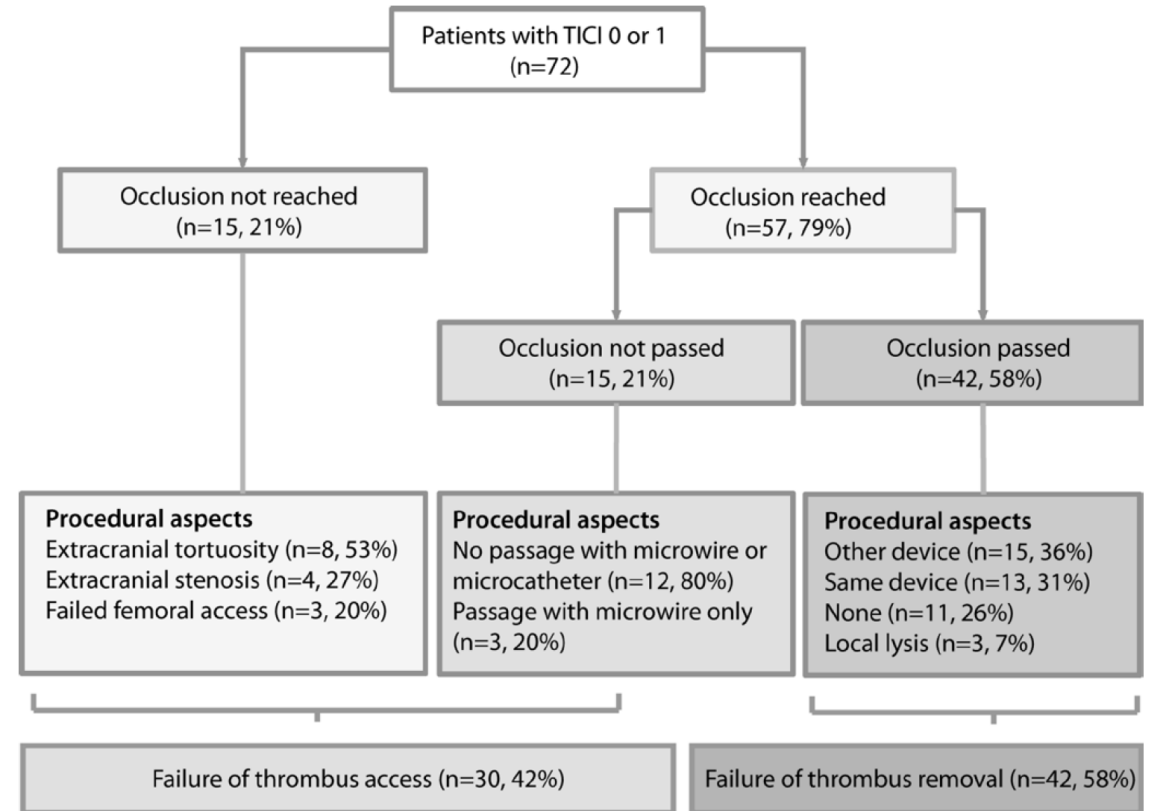 Patients with TICI 0 or 1
(n=72)
Occlusion not reached
(n=15, 21%)
Occlusion reached
(n=57, 79%)
Occlusion not passed
(n=15, 21%)
Occlusion passed
(n=42, 58%)
Procedural aspects
Extracranial tortuosity (n=8, 53%)
Extracranial stenosis (n=4, 27%)
Failed femoral access (n=3, 20%)
Procedural aspects
No passage with microwire or
microcatheter (n=12, 80%)
Passage with microwire only
(n=3, 20%)
Procedural aspects
Other device (n=15, 36%)
Same device (n=13, 31%)
None (n=11, 26%)
Local lysis (n=3, 7%)
Failure of thrombus access (n=30, 42%)
Failure of thrombus removal (n=42, 58%)